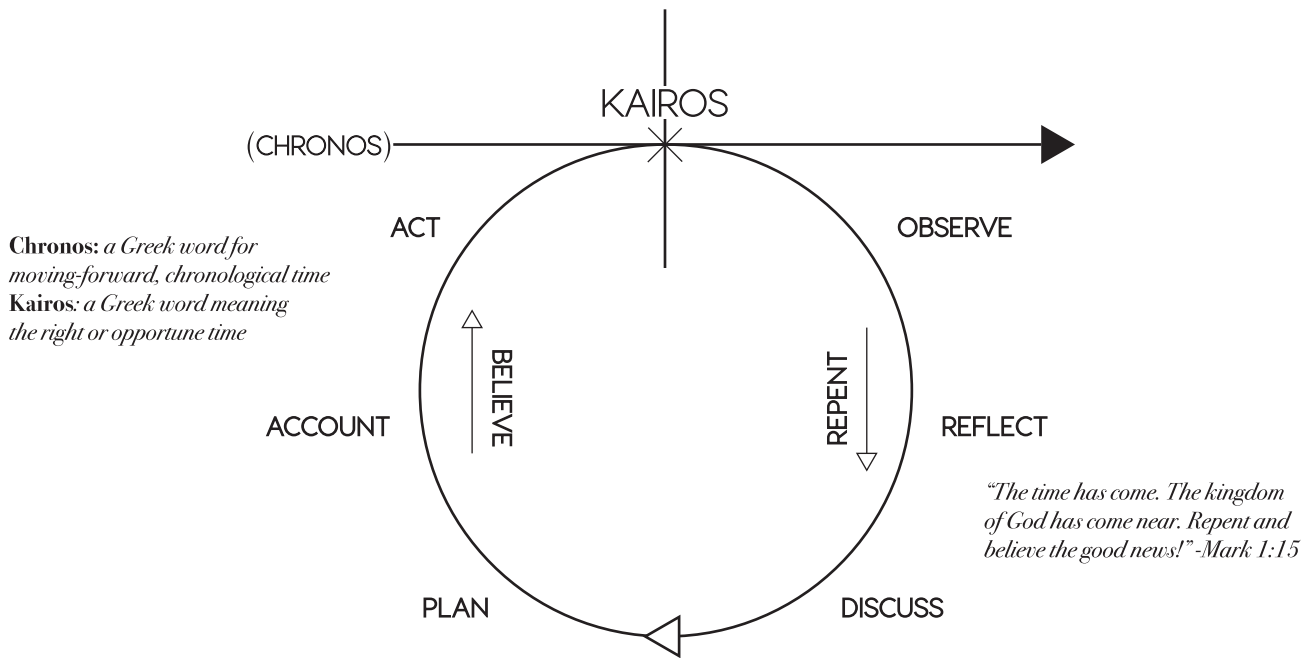 KAIROS
(CHRONOS)
ACT
OBSERVE
Chronos: a Greek word for
moving-forward, chronological time
Kairos: a Greek word meaning
the right or opportune time
BELIEVE
REPENT
ACCOUNT
REFLECT
“The time has come. The kingdom
of God has come near. Repent and
believe the good news!” -Mark 1:15
PLAN
DISCUSS